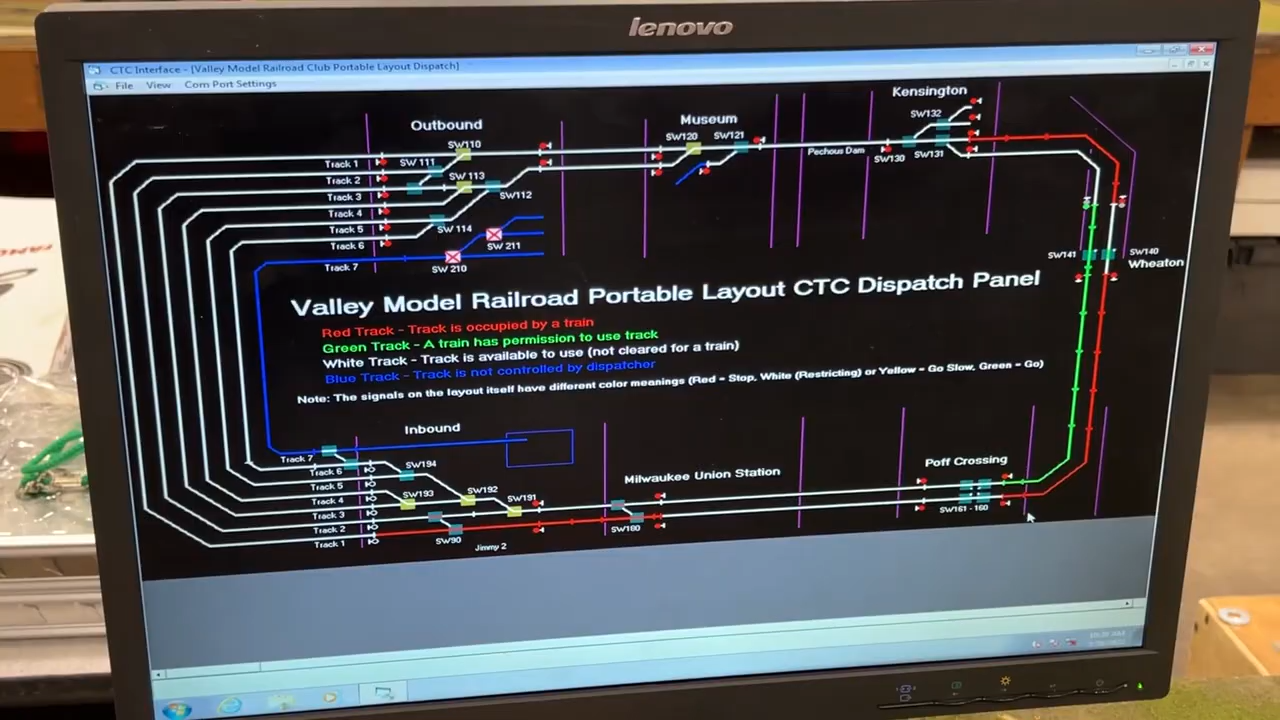 lenovo
CTC Interface - [Valley Model Railroad Club Portable Layout Dispatch]
File View Com Port Settings
Kensington
Museum
Outbound
SW132
SW120 SW121
SW110
Pechous Dam
SW130 SW131
Track 1
SW 111
Track 2
SW 113
Track 3
SW112
Track 4
SW 114
Track 5
Track 6
SW 211
Track 7
SW 210
SW141
SW140
Wheaton
Valley Model Railroad Portable Layout CTC Dispatch Panel
Red Track - Track is occupied by a train
Green Track - A train has permission to use track
White Track - Track is available to use (not cleared for a train)
Blue Track - Track is not controlled by dispatcher
Note: The signals on the layout itself have different color meanings (Red = Stop, White (Restricting) or Yellow = Go Slow, Green = Go)
Inbound
Track 7
Track 6
SW194
Track 5
Track 4
SW193
SW192
SW191
Track 3
Track 2
Track 1
SW90
Jimmy 2
Milwaukee Union Station
SW180
Poff Crossing
SW161 - 160